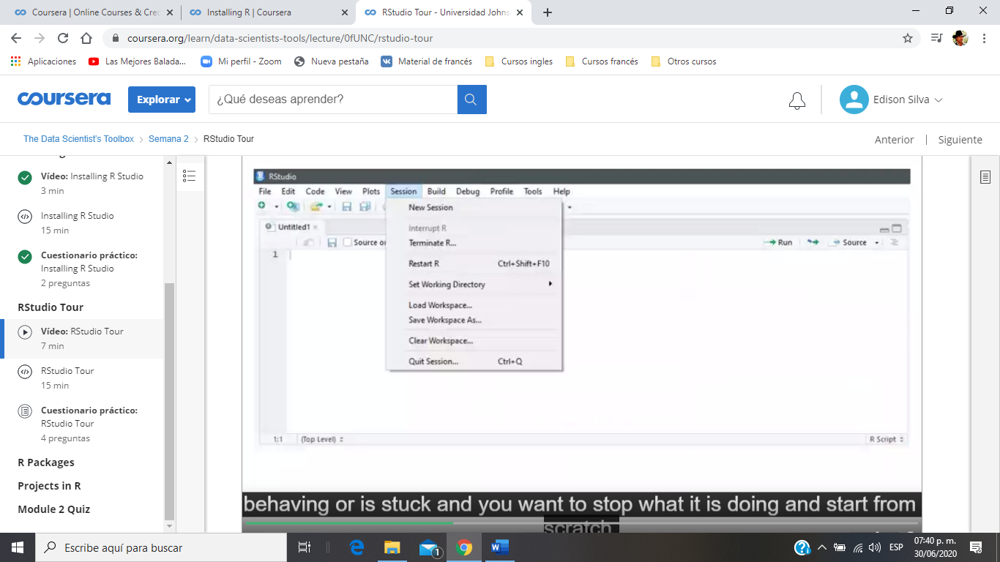 Coursera | Online Courses & Cred
Installing R | Coursera
RStudio Tour - Universidad Johns
coursera.org/learn/data-scientists-tools/lecture/0fUNC/rstudio-tour
Aplicaciones
Las Mejores Balada...
Mi perfil - Zoom
Nueva pestaña
Material de francés
Cursos ingles
Cursos francés
Otros cursos
coursera
Explorar
¿Qué deseas aprender?
Edison Silva
The Data Scientist's Toolbox
Semana 2
RStudio Tour
Anterior
Siguiente
Vídeo: Installing R Studio
3 min
Installing R Studio
15 min
Cuestionario práctico:
Installing R Studio
2 preguntas
RStudio Tour
Vídeo: RStudio Tour
7 min
RStudio Tour
15 min
Cuestionario práctico:
RStudio Tour
4 preguntas
R Packages
Projects in R
Module 2 Quiz
RStudio
File Edit Code View Plots Session Build Debug Profile Tools Help
New Session
Interrupt R
Terminate R...
Restart R Ctrl+Shift+F10
Set Working Directory
Load Workspace...
Save Workspace As...
Clear Workspace...
Quit Session... Ctrl+Q
Untitled1
Source on
Run
Source
1
1:1 (Top Level)
R Script
behaving or is stuck and you want to stop what it is doing and start from
scratch
Escribe aquí para buscar
1
ESP
07:40 p. m.
30/06/2020